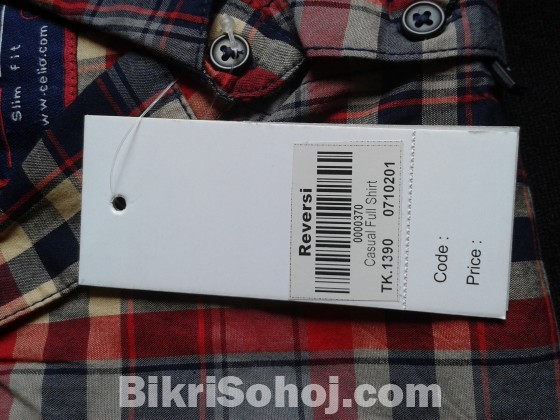 Slim fit
www.celio.com
Reversi
0000370
Casual Full Shirt
TK.1390 0710201
Code :
Price :
BikriSohoj.com